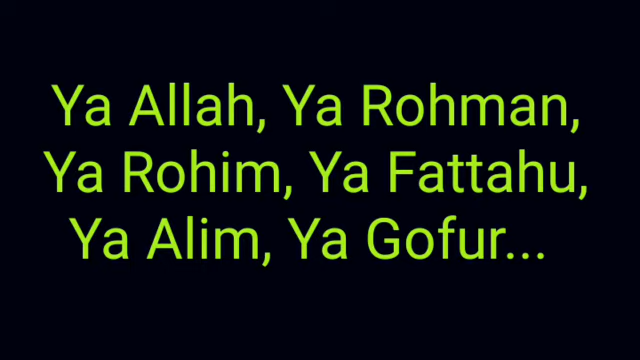 Ya Allah, Ya Rohman,
Ya Rohim, Ya Fattahu,
Ya Alim, Ya Gofur...